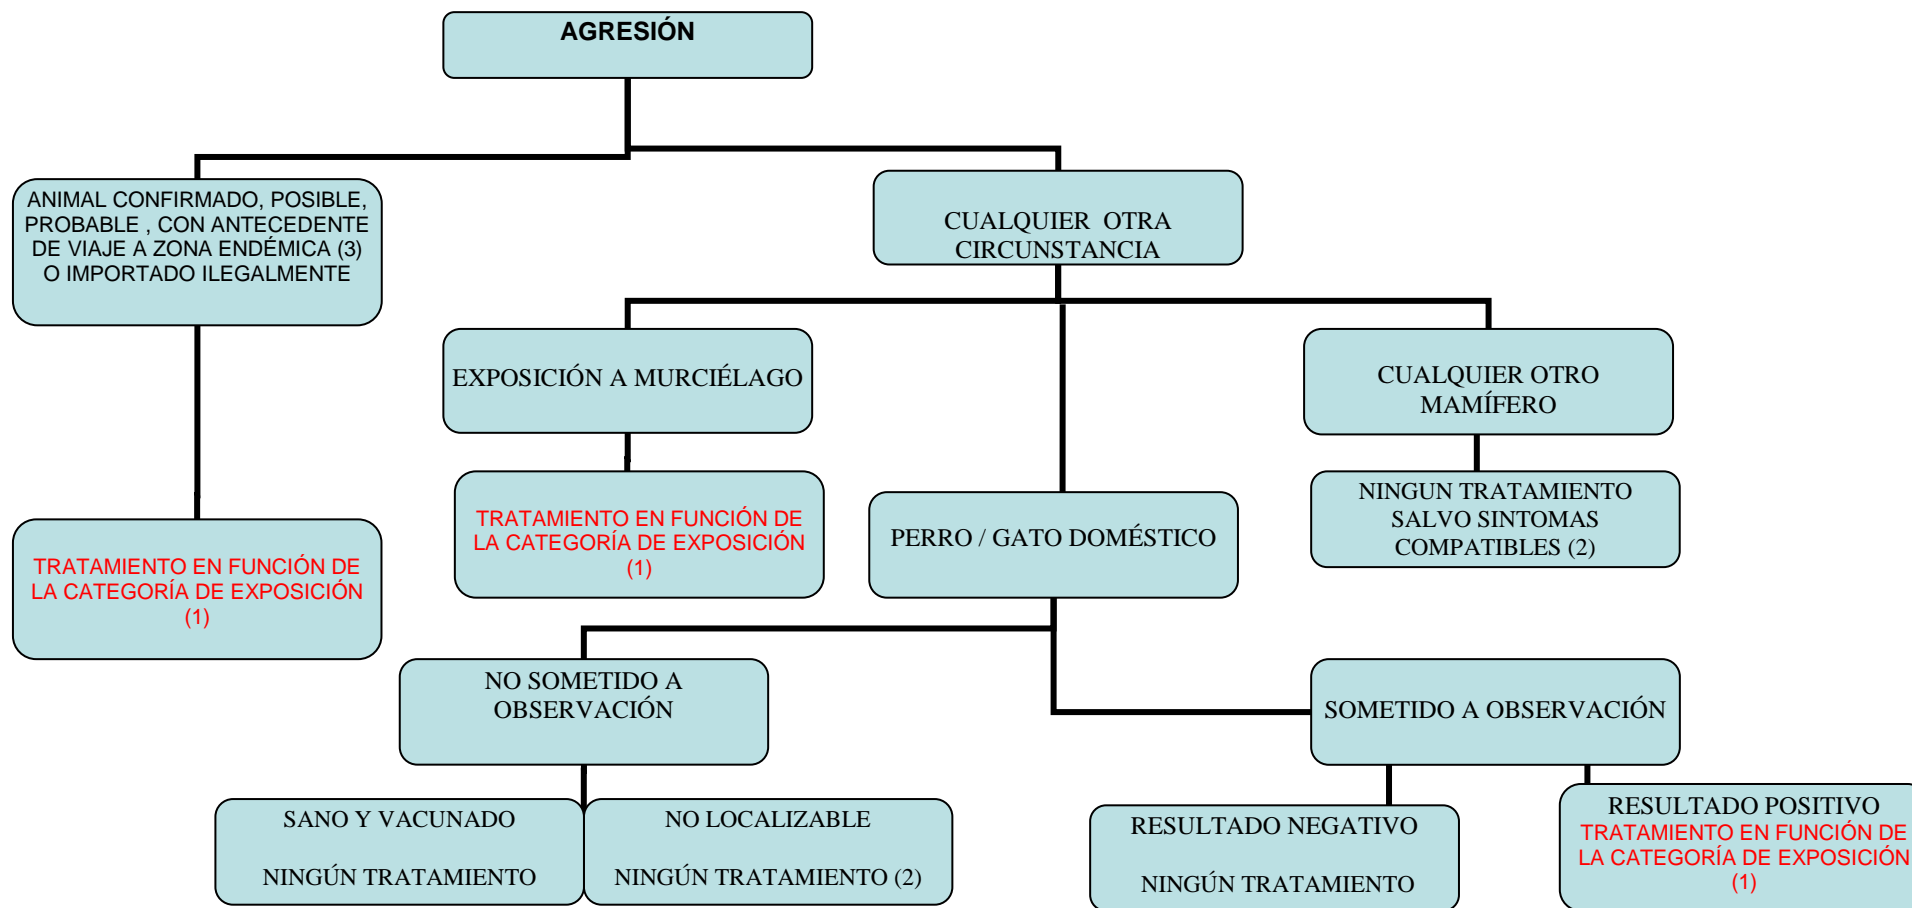 AGRESIÓN
ANIMAL CONFIRMADO, POSIBLE,
PROBABLE , CON ANTECEDENTE
DE VIAJE A ZONA ENDÉMICA (3)
O IMPORTADO ILEGALMENTE
CUALQUIER OTRA
CIRCUNSTANCIA
EXPOSICIÓN A MURCIÉLAGO
CUALQUIER OTRO
MAMÍFERO
TRATAMIENTO EN FUNCIÓN DE
LA CATEGORÍA DE EXPOSICIÓN
(1)
TRATAMIENTO EN FUNCIÓN DE
LA CATEGORÍA DE EXPOSICIÓN
(1)
PERRO / GATO DOMÉSTICO
NINGUN TRATAMIENTO
SALVO SINTOMAS
COMPATIBLES (2)
NO SOMETIDO A
OBSERVACIÓN
SOMETIDO A OBSERVACIÓN
SANO Y VACUNADO
NINGÚN TRATAMIENTO
NO LOCALIZABLE
NINGÚN TRATAMIENTO (2)
RESULTADO NEGATIVO
NINGÚN TRATAMIENTO
RESULTADO POSITIVO
TRATAMIENTO EN FUNCIÓN DE
LA CATEGORÍA DE EXPOSICIÓN
(1)